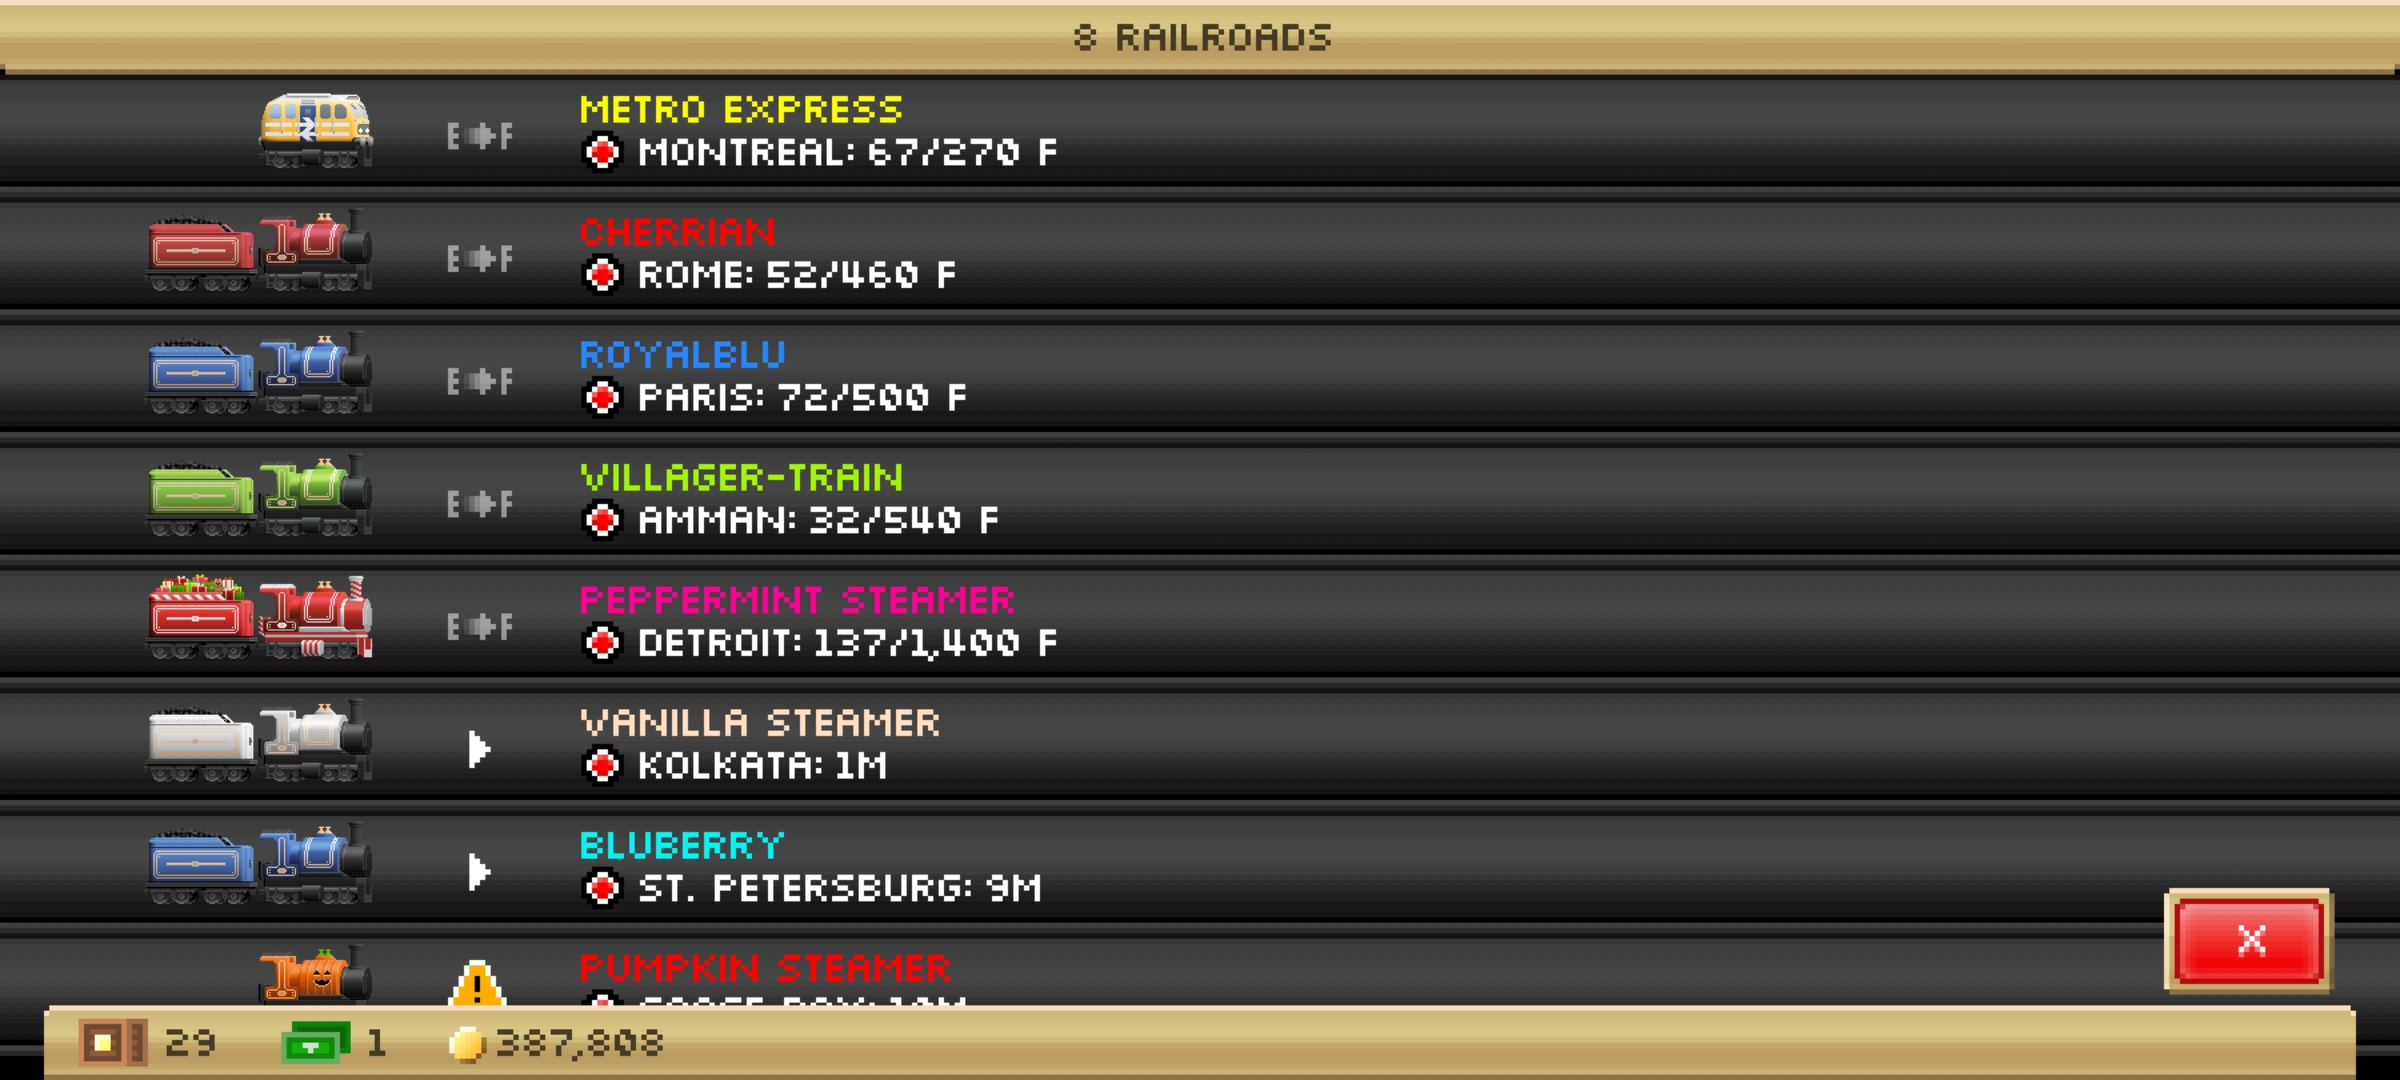 8 RAILROADS
METRO EXPRESS
E F MONTREAL: 67/270 F
CHERRIAN
E F ROME: 52/460 F
ROYALBLU
E F PARIS: 72/500 F
VILLAGER-TRAIN
E F AMMAN: 32/540 F
PEPPERMINT STEAMER
E F DETROIT: 137/1,400 F
VANILLA STEAMER
KOLKATA: 1M
BLUBERRY
ST. PETERSBURG: 9M
X
PUMPKIN STEAMER
29 1 387,808